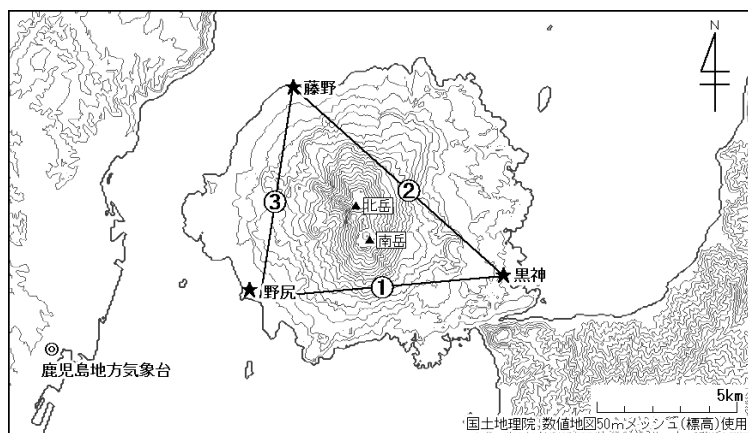 N
藤野
③
②
北岳
南岳
黒神
野尻
①
鹿児島地方気象台
5km
国土地理院 数値地図50mメッシュ(標高)使用